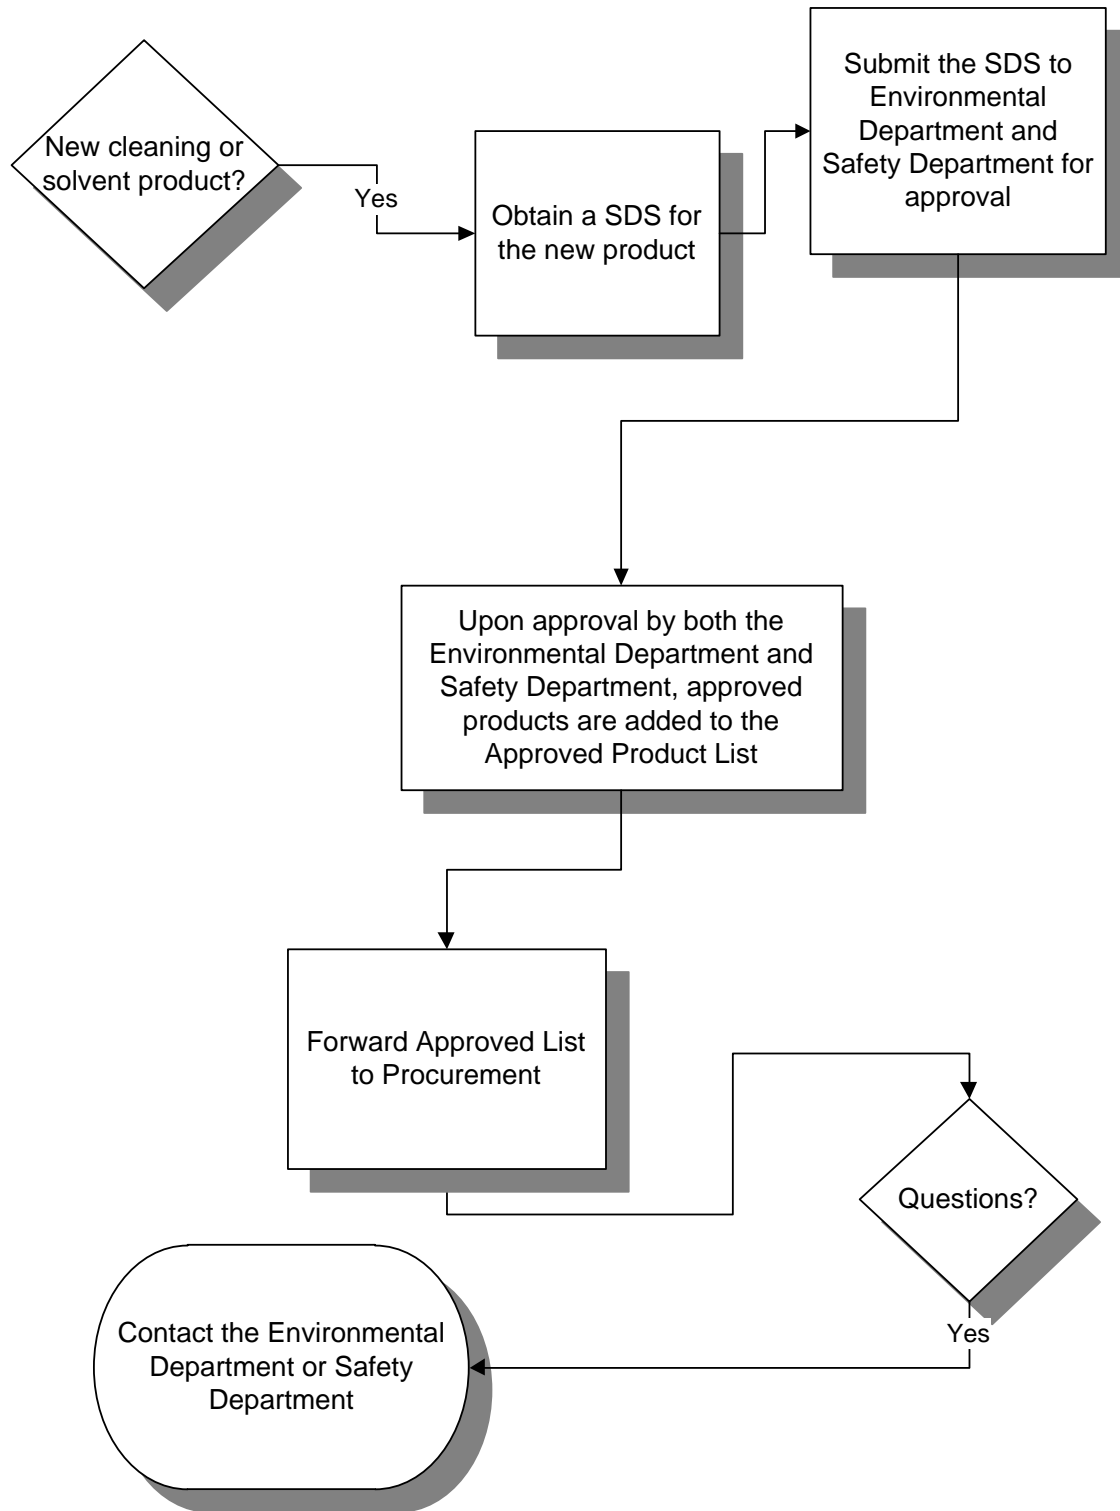 New cleaning or
solvent product?
Yes
Obtain a SDS for
the new product
Submit the SDS to
Environmental
Department and
Safety Department for
approval
Upon approval by both the
Environmental Department and
Safety Department, approved
products are added to the
Approved Product List
Forward Approved List
to Procurement
Questions?
Yes
Contact the Environmental
Department or Safety
Department